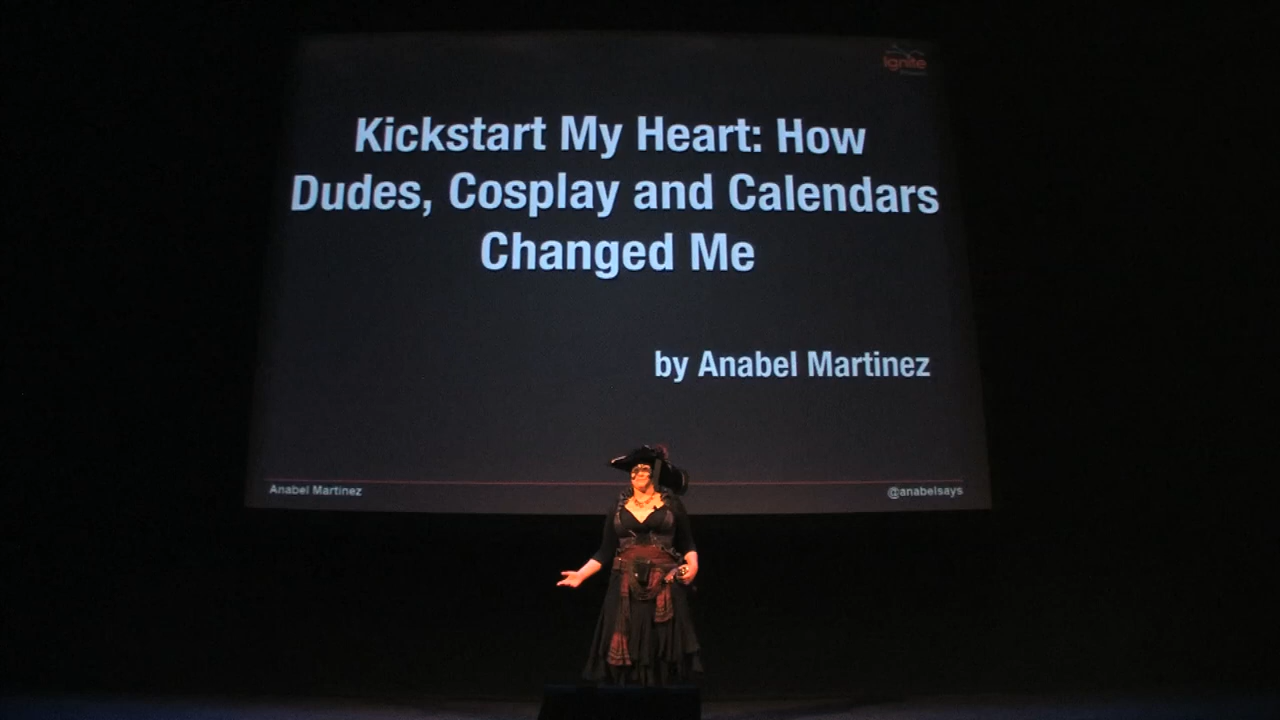 Ignite
Kickstart My Heart: How
Dudes, Cosplay and Calendars
Changed Me
by Anabel Martinez
Anabel Martinez
@anabelsays